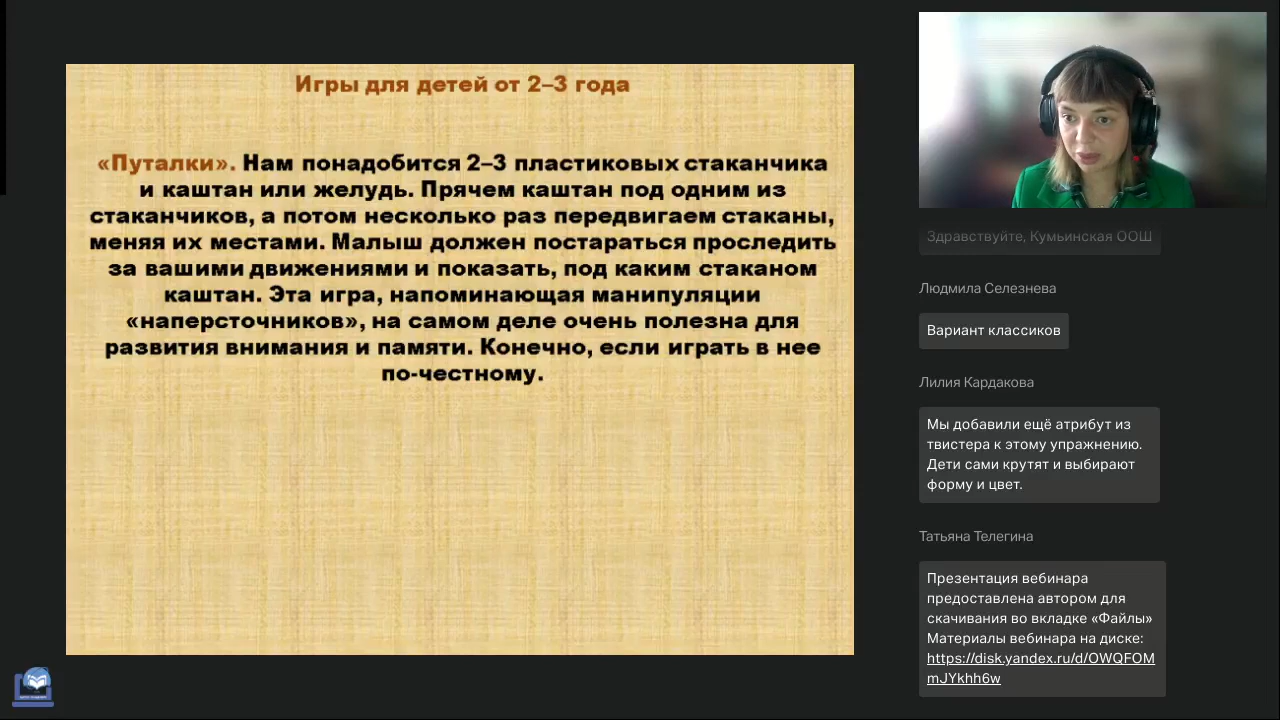 Игры для детей от 2–3 года
«Путалки». Нам понадобится 2–3 пластиковых стаканчика
и каштан или желудь. Прячем каштан под одним из
стаканчиков, а потом несколько раз передвигаем стаканы,
меняя их местами. Малыш должен постараться проследить
за вашими движениями и показать, под каким стаканом
каштан. Эта игра, напоминающая манипуляции
«наперсточников», на самом деле очень полезна для
развития внимания и памяти. Конечно, если играть в нее
по-честному.
Здравствуйте, Кумьинская ООШ
Людмила Селезнева
Вариант классиков
Лилия Кардакова
Мы добавили ещё атрибут из
твистера к этому упражнению.
Дети сами крутят и выбирают
форму и цвет.
Татьяна Телегина
Презентация вебинара
предоставлена автором для
скачивания во вкладке «Файлы»
Материалы вебинара на диске:
https://disk.yandex.ru/d/OWQFOM
mJYkhh6w